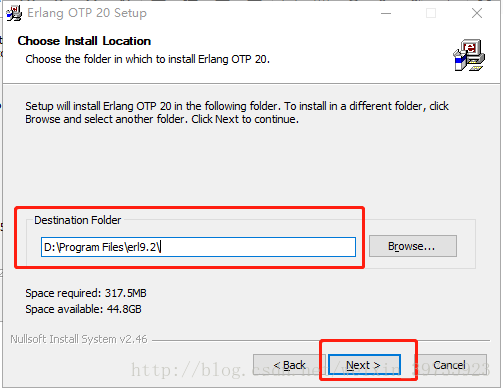 Erlang OTP 20 Setup
Choose Install Location
Choose the folder in which to install Erlang OTP 20.
Setup will install Erlang OTP 20 in the following folder. To install in a different folder, click
Browse and select another folder. Click Next to continue.
Destination Folder
D:\Program Files\erl9.2\
Browse...
Space required: 317.5MB
Space available: 44.8GB
Nullsoft Install System v2.46
< Back
Next >
Cancel